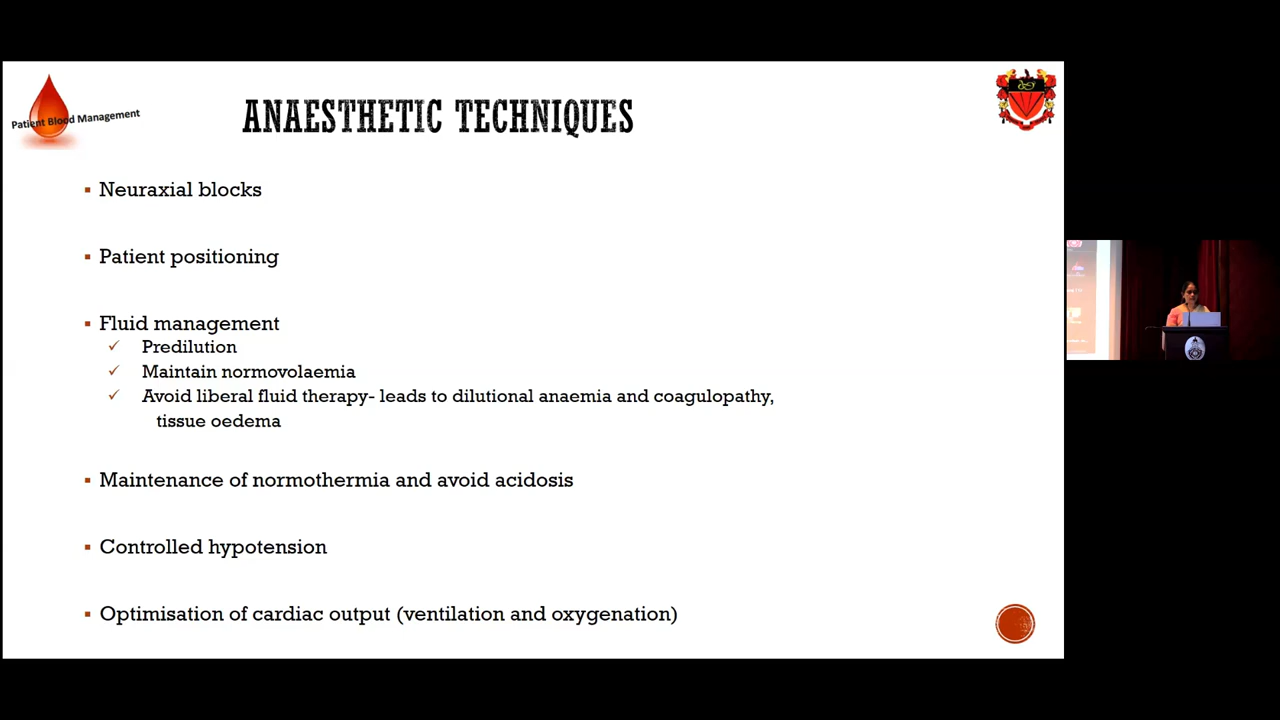 Patient Blood Management
ANAESTHETIC TECHNIQUES
Neuraxial blocks
Patient positioning
Fluid management
Predilution
Maintain normovolaemia
Avoid liberal fluid therapy- leads to dilutional anaemia and coagulopathy,
tissue oedema
Maintenance of normothermia and avoid acidosis
Controlled hypotension
Optimisation of cardiac output (ventilation and oxygenation)